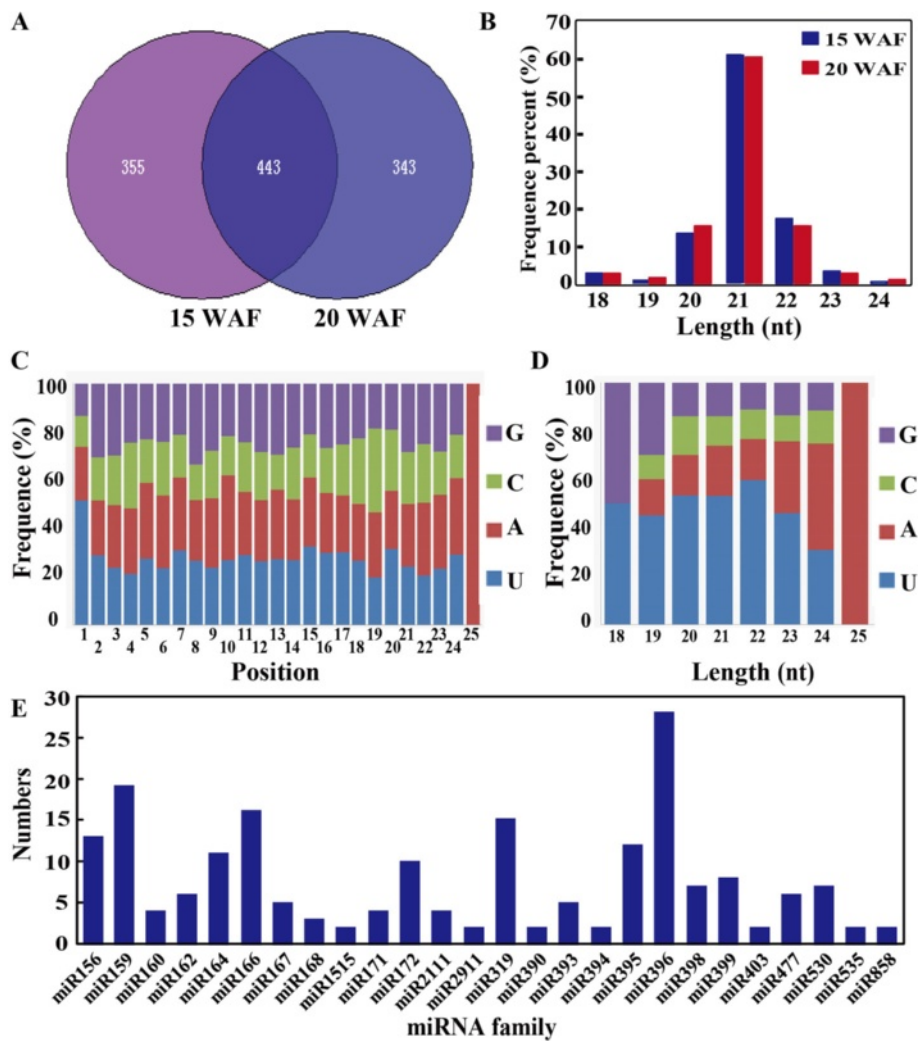 A
355
443
343
15 WAF
20 WAF
B
Frequence percent (%)
70
60
50
40
30
20
10
0
15 WAF
20 WAF
18 19 20 21 22 23 24
Length (nt)
C
Frequence (%)
100
80
60
40
20
0
G
C
A
U
1 3 5 7 9 11 13 15 17 19 21 23 25
2 4 6 8 10 12 14 16 18 20 22 24
Position
D
Frequence (%)
100
80
60
40
20
0
G
C
A
U
18 19 20 21 22 23 24 25
Length (nt)
E
Numbers
30
25
20
15
10
5
0
miR156 miR159 miR160 miR162 miR164 miR166 miR167 miR168 miR1515 miR171 miR172 miR2111 miR2911 miR319 miR390 miR393 miR394 miR395 miR396 miR398 miR399 miR403 miR477 miR530 miR535 miR858
miRNA family